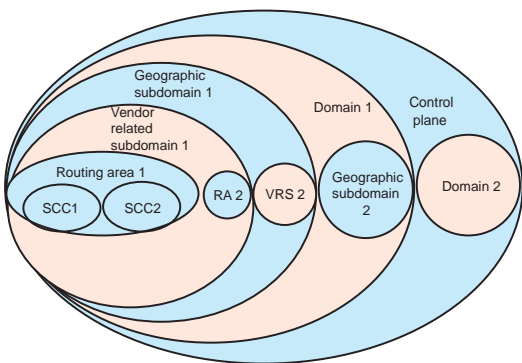 Geographic
subdomain 1
Vendor
related
subdomain 1
Routing area 1
SCC1
SCC2
RA 2
VRS 2
Domain 1
Geographic
subdomain
2
Control
plane
Domain 2